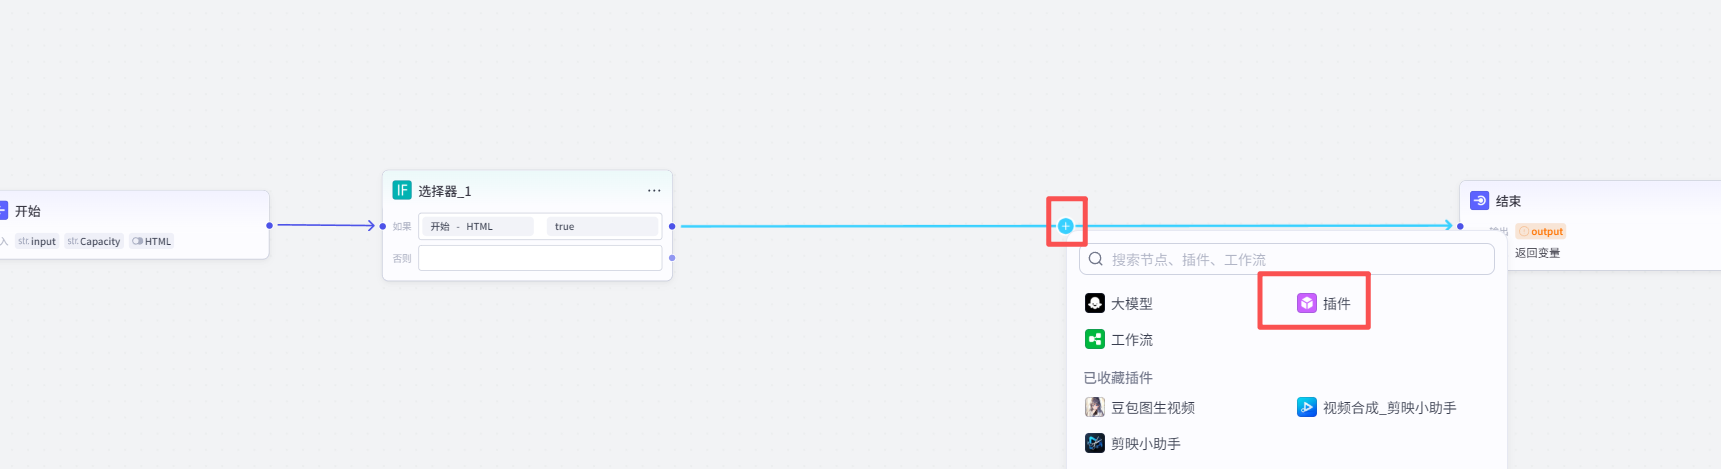 开始
入 str. input str. Capacity HTML
IF 选择器_1 ...
如果 开始 - HTML true
否则
结束
output
返回变量
搜索节点、插件、工作流
大模型 插件
工作流
已收藏插件
豆包图生视频 视频合成_剪映小助手
剪映小助手